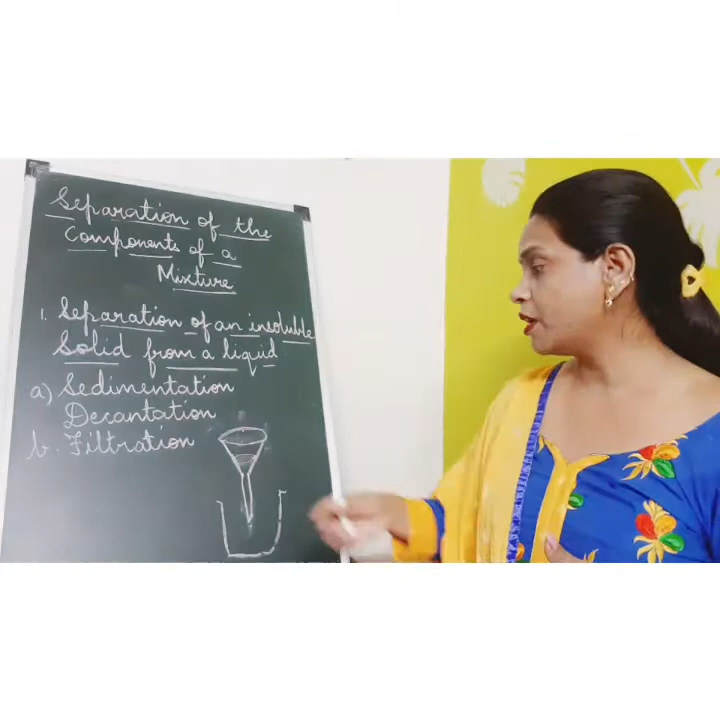 Separation of the
Components of a
Mixture
1. Separation of an insoluble
Solid from a liquid
a) Sedimentation
Decantation
b. Filtration